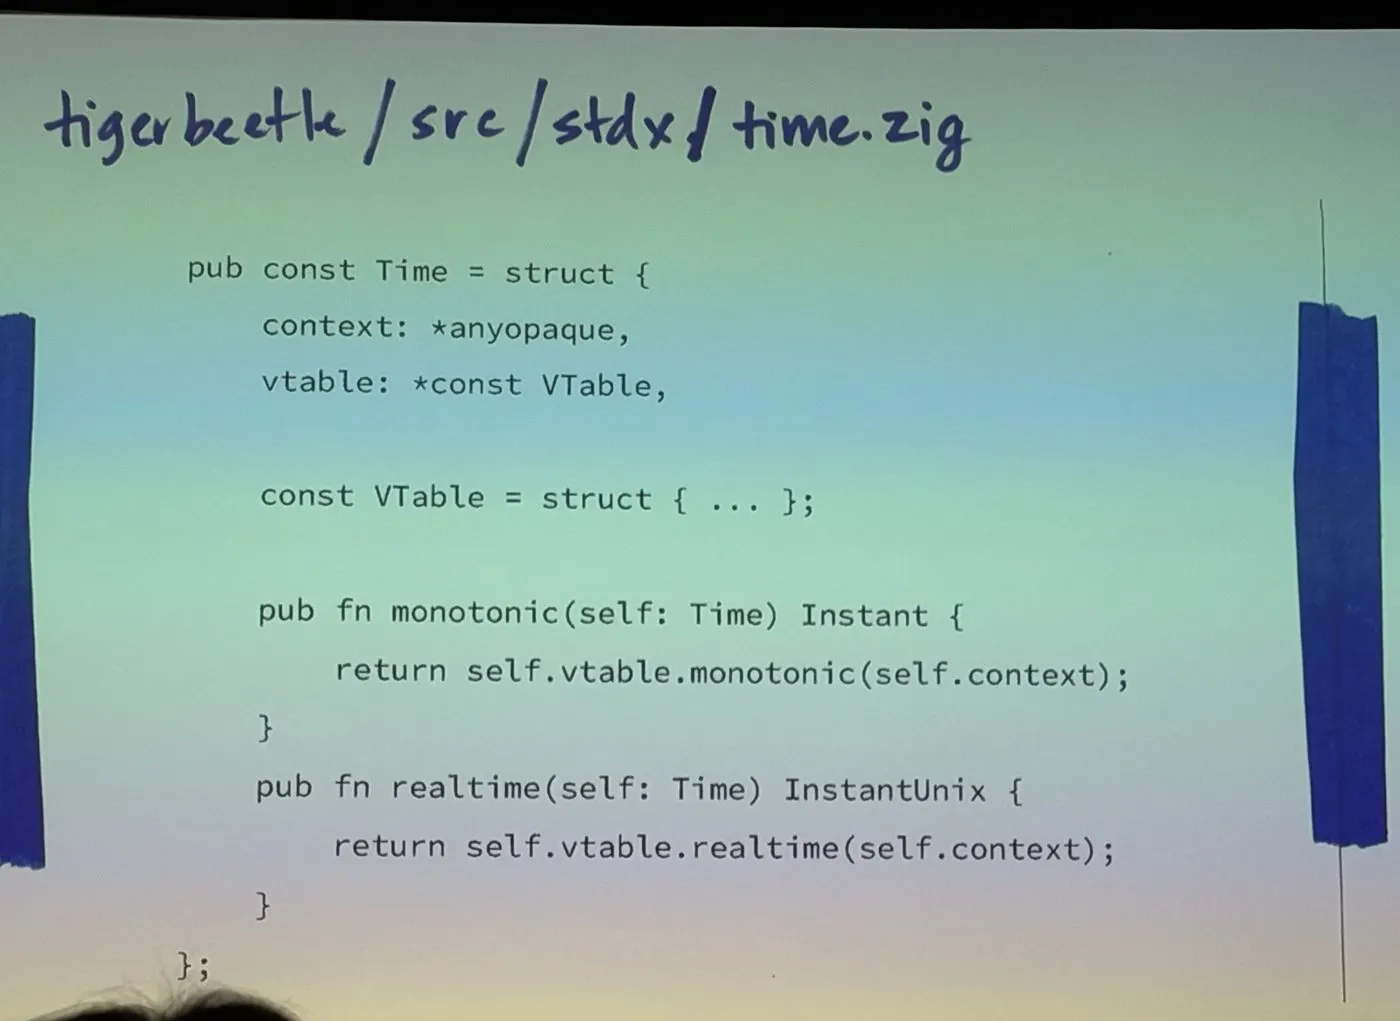 tigerbeetle/src/stdx/time.zig
pub const Time = struct {
context: *anyopaque,
vtable: *const VTable,
const VTable = struct { ... };
pub fn monotonic(self: Time) Instant {
return self.vtable.monotonic(self.context);
}
pub fn realtime(self: Time) InstantUnix {
return self.vtable.realtime(self.context);
}
};